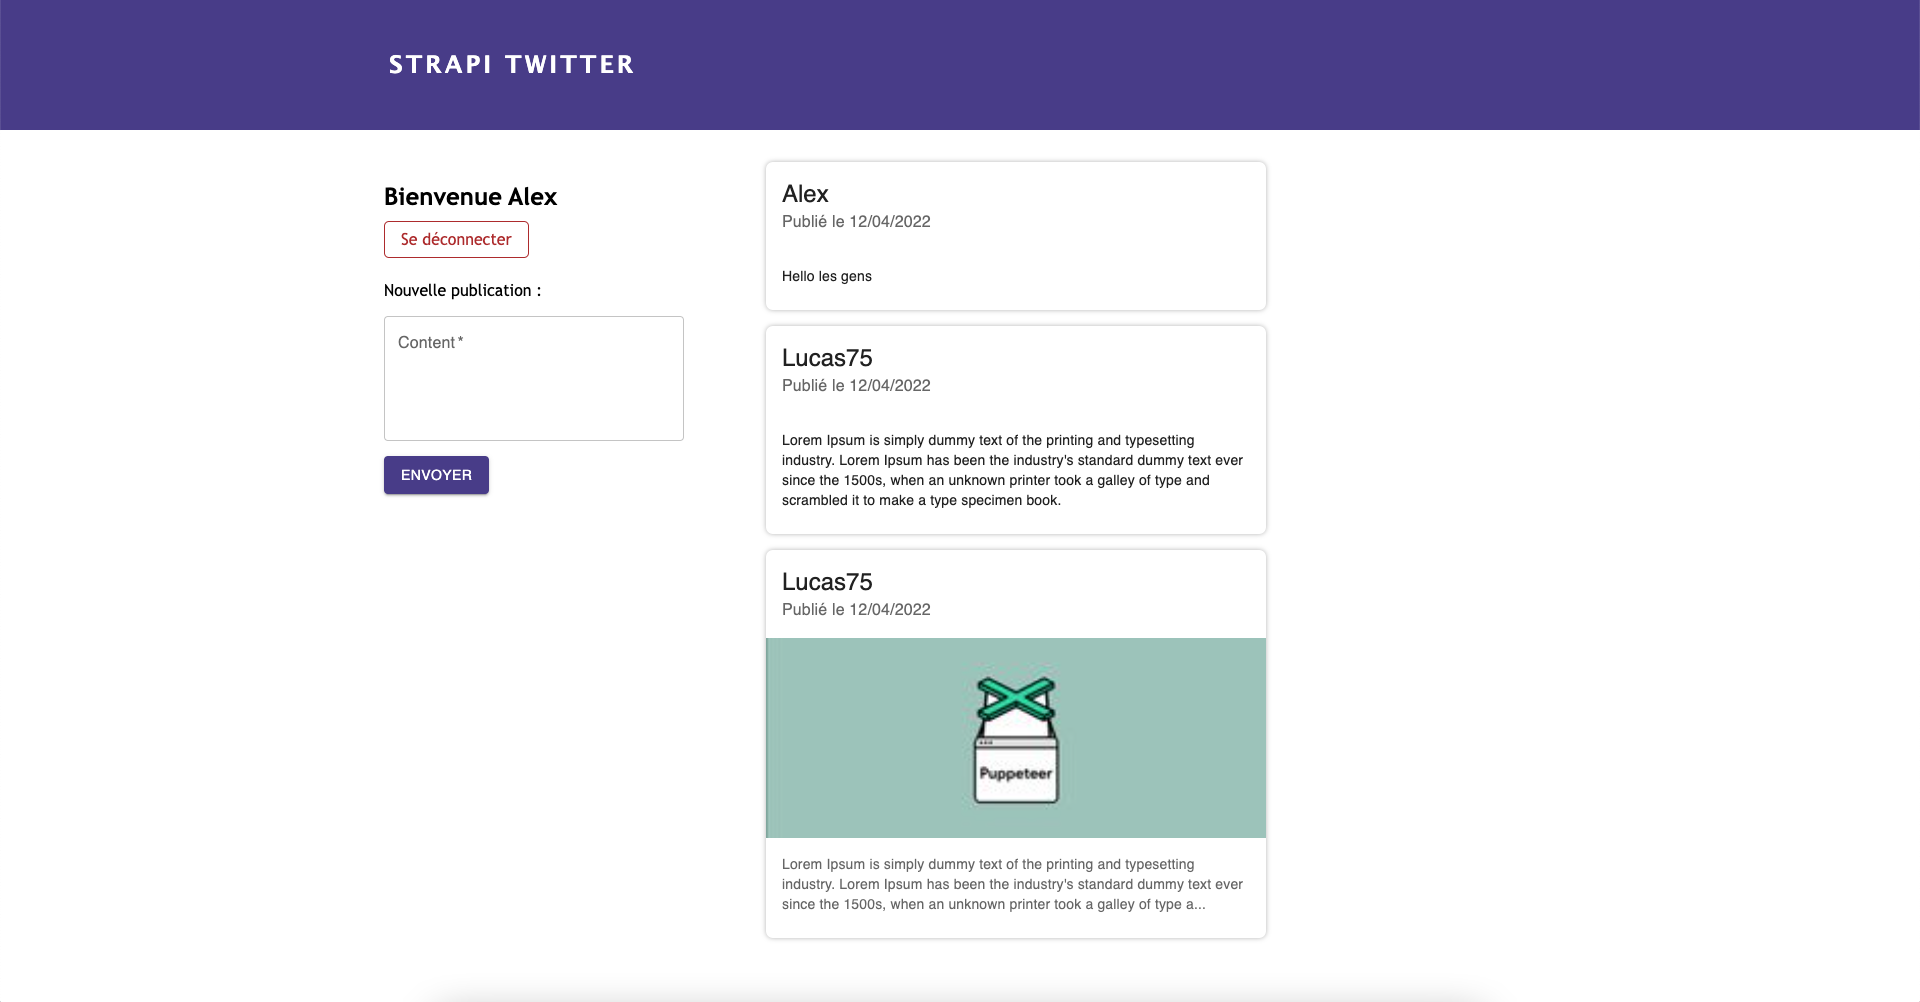 STRAPI TWITTER
Bienvenue Alex
Se déconnecter
Nouvelle publication :
Content *
ENVOYER
Alex
Publié le 12/04/2022
Hello les gens
Lucas75
Publié le 12/04/2022
Lorem Ipsum is simply dummy text of the printing and typesetting
industry. Lorem Ipsum has been the industry's standard dummy text ever
since the 1500s, when an unknown printer took a galley of type and
scrambled it to make a type specimen book.
Lucas75
Publié le 12/04/2022
Puppeteer
Lorem Ipsum is simply dummy text of the printing and typesetting
industry. Lorem Ipsum has been the industry's standard dummy text ever
since the 1500s, when an unknown printer took a galley of type a...